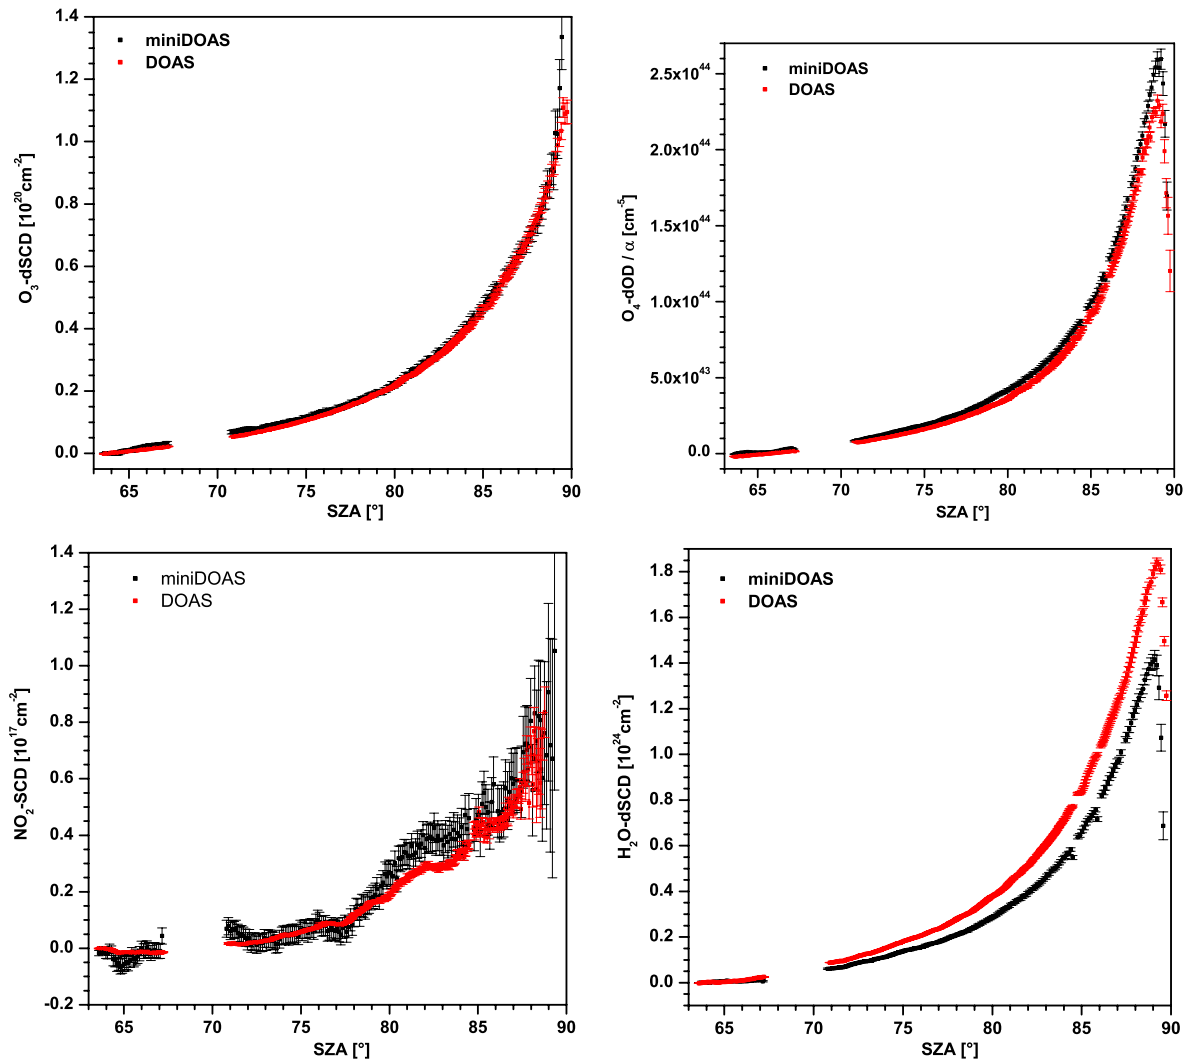 1.4
1.2
1.0
0.8
0.6
0.4
0.2
0.0
O3-dSCD [10^20cm^-2]
miniDOAS
DOAS
65 70 75 80 85 90
SZA [°]
2.5x10^44
2.0x10^44
1.5x10^44
1.0x10^44
5.0x10^43
0.0
O4-dOD / α [cm^-5]
miniDOAS
DOAS
65 70 75 80 85 90
SZA [°]
1.4
1.2
1.0
0.8
0.6
0.4
0.2
0.0
-0.2
NO2-SCD [10^17cm^-2]
miniDOAS
DOAS
65 70 75 80 85 90
SZA [°]
1.8
1.6
1.4
1.2
1.0
0.8
0.6
0.4
0.2
0.0
H2O-dSCD [10^24cm^-2]
miniDOAS
DOAS
65 70 75 80 85 90
SZA [°]